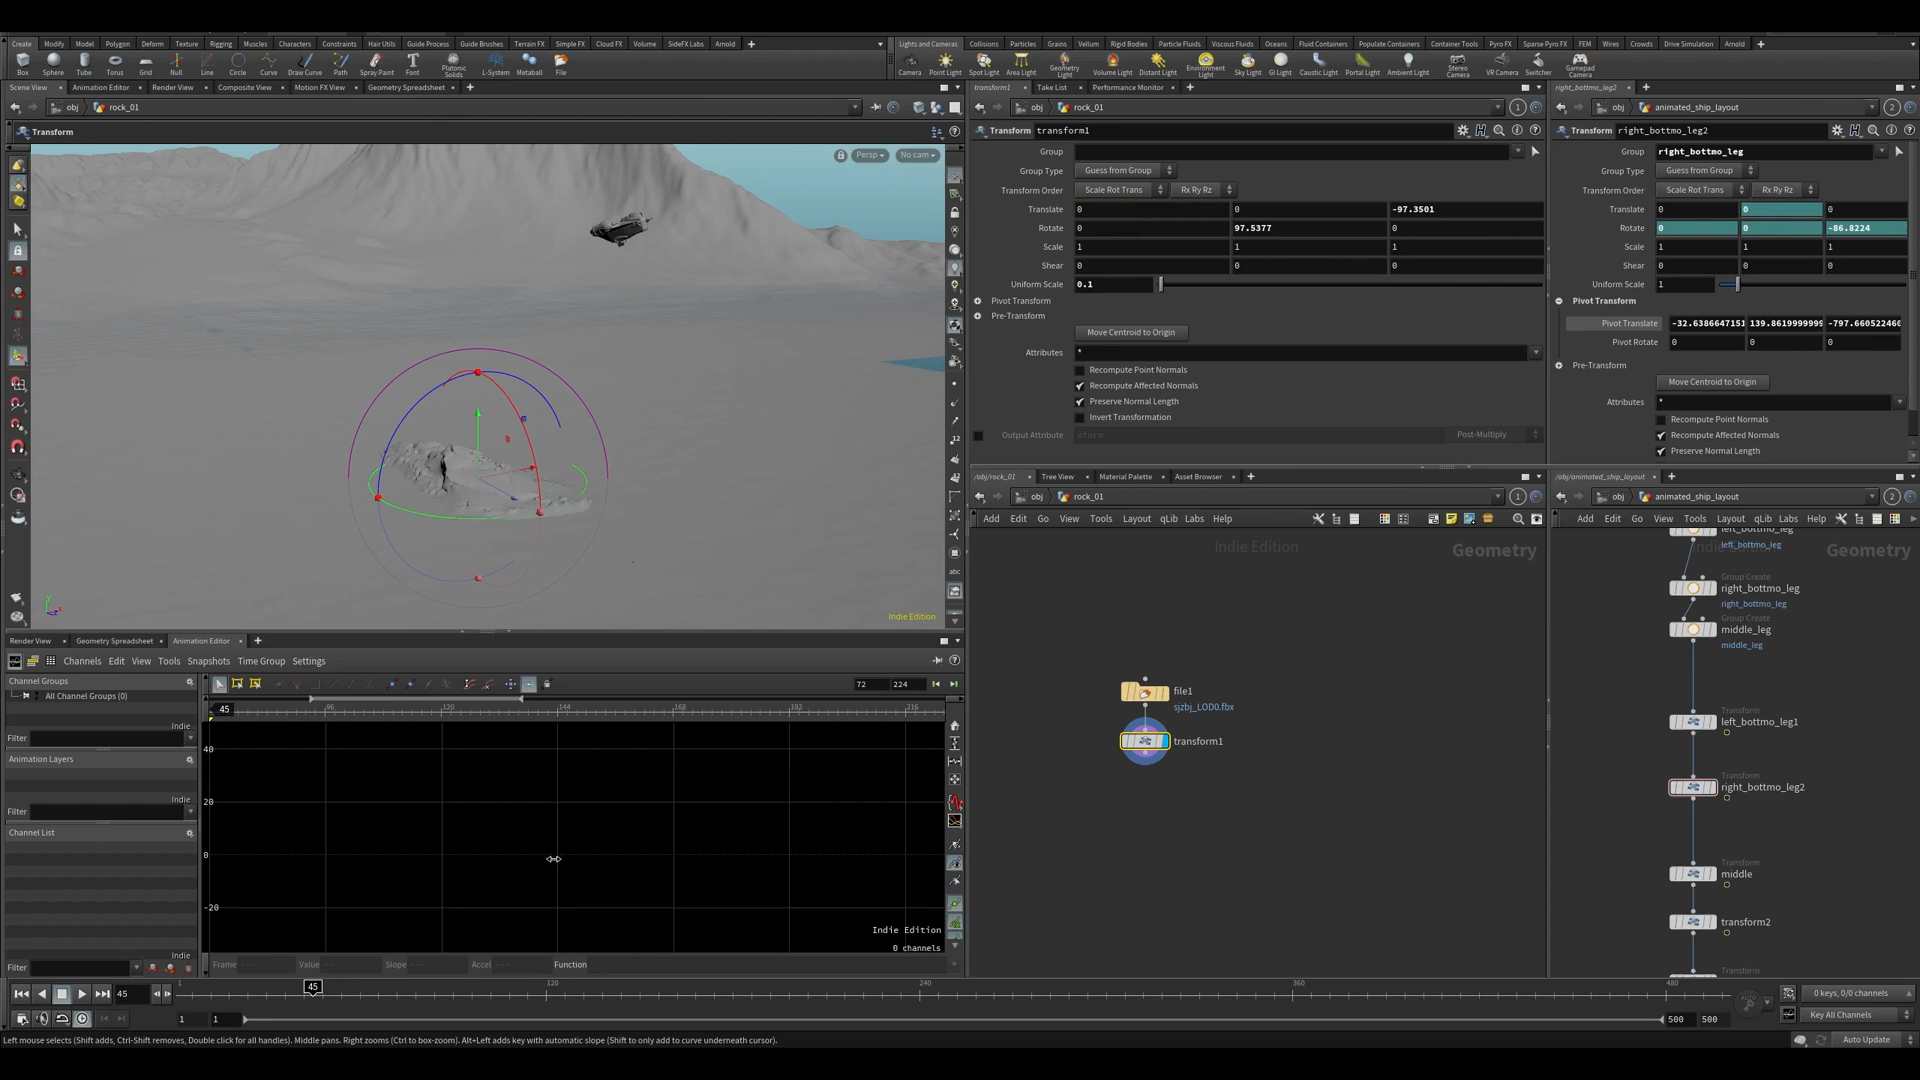 Create Modify Model Polygon Deform Texture Rigging Muscles Characters Constraints Hair Utils Guide Process Guide Brushes Terrain FX Simple FX Cloud FX Volume SideFX Labs Arnold
Box Sphere Tube Torus Grid Null Line Circle Curve Draw Curve Path Spray Paint Font Platonic Solids L-System Metaball File
Lights and Cameras Collisions Particles Grains Vellum Rigid Bodies Particle Fluids Viscous Fluids Oceans Fluid Containers Populate Containers Container Tools Pyro FX Sparse Pyro FX FEM Wires Crowds Drive Simulation Arnold
Camera Point Light Spot Light Area Light Geometry Light Volume Light Distant Light Environment Light Sky Light GI Light Caustic Light Portal Light Ambient Light Stereo Camera VR Camera Switcher Gamepad Camera
Scene View Animation Editor Render View Composite View Motion FX View Geometry Spreadsheet
obj rock_01
Transform
Persp No cam
Indie Edition
transform1 Take List Performance Monitor
obj rock_01 1
Transform transform1
Group
Group Type Guess from Group
Transform Order Scale Rot Trans Rx Ry Rz
Translate 0 0 -97.3501
Rotate 0 97.5377 0
Scale 1 1 1
Shear 0 0 0
Uniform Scale 0.1
Pivot Transform
Pre-Transform
Move Centroid to Origin
Attributes *
Recompute Point Normals
Recompute Affected Normals
Preserve Normal Length
Invert Transformation
Output Attribute xform Post-Multiply
right_bottmo_leg2
obj animated_ship_layout 2
Transform right_bottmo_leg2
Group right_bottmo_leg
Group Type Guess from Group
Transform Order Scale Rot Trans Rx Ry Rz
Translate 0 0 0
Rotate 0 0 -86.8224
Scale 1 1 1
Shear 0 0 0
Uniform Scale 1
Pivot Transform
Pivot Translate -32.6386647151 139.8619999999 -797.660522460
Pivot Rotate 0 0 0
Pre-Transform
Move Centroid to Origin
Attributes *
Recompute Point Normals
Recompute Affected Normals
Preserve Normal Length
/obj/rock_01 Tree View Material Palette Asset Browser
obj rock_01 1
Add Edit Go View Tools Layout qLib Labs Help
Indie Edition Geometry
file1
sjzbj_LOD0.fbx
transform1
/obj/animated_ship_layout
obj animated_ship_layout 2
Add Edit Go View Tools Layout qLib Labs Help
Indie Edition Geometry
left_bottmo_leg
left_bottmo_leg
Group Create
right_bottmo_leg
right_bottmo_leg
Group Create
middle_leg
middle_leg
Transform
left_bottmo_leg1
Transform
right_bottmo_leg2
Transform
middle
Transform
transform2
Transform
Render View Geometry Spreadsheet Animation Editor
Channels Edit View Tools Snapshots Time Group Settings
Channel Groups
All Channel Groups (0)
Indie
Filter
Animation Layers
Indie
Filter
Channel List
Indie
Filter
72 224
45 96 120 144 168 192 216
40
20
0
-20
Indie Edition
0 channels
Frame --- Value --- Slope --- Accel --- Function
45 1 45 120 240 360 480
0 keys, 0/0 channels
1 1 500 500 Key All Channels
Left mouse selects (Shift adds, Ctrl-Shift removes, Double click for all handles). Middle pans. Right zooms (Ctrl to box-zoom). Alt+Left adds key with automatic slope (Shift to only add to curve underneath cursor).
Auto Update